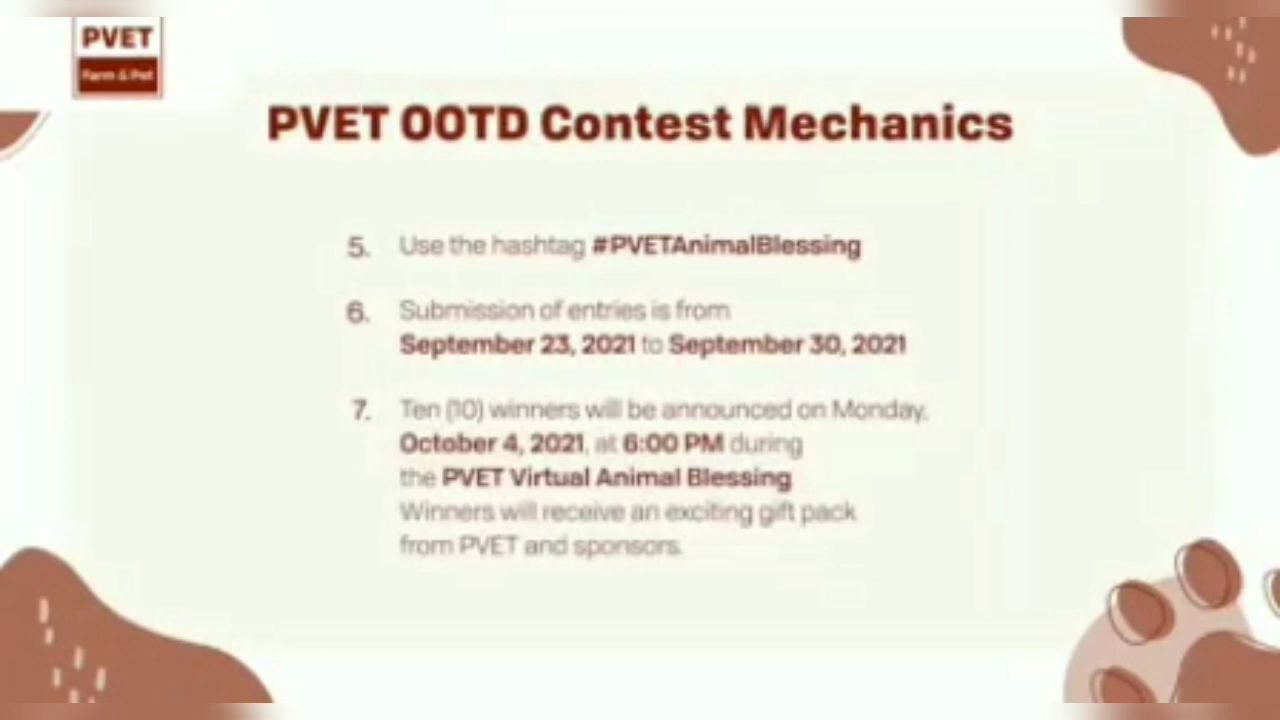 PVET
Farm & Pet
PVET OOTD Contest Mechanics
5. Use the hashtag #PVETAnimalBlessing
6. Submission of entries is from
September 23, 2021 to September 30, 2021
7. Ten (10) winners will be announced on Monday,
October 4, 2021, at 6:00 PM during
the PVET Virtual Animal Blessing
Winners will receive an exciting gift pack
from PVET and sponsors.